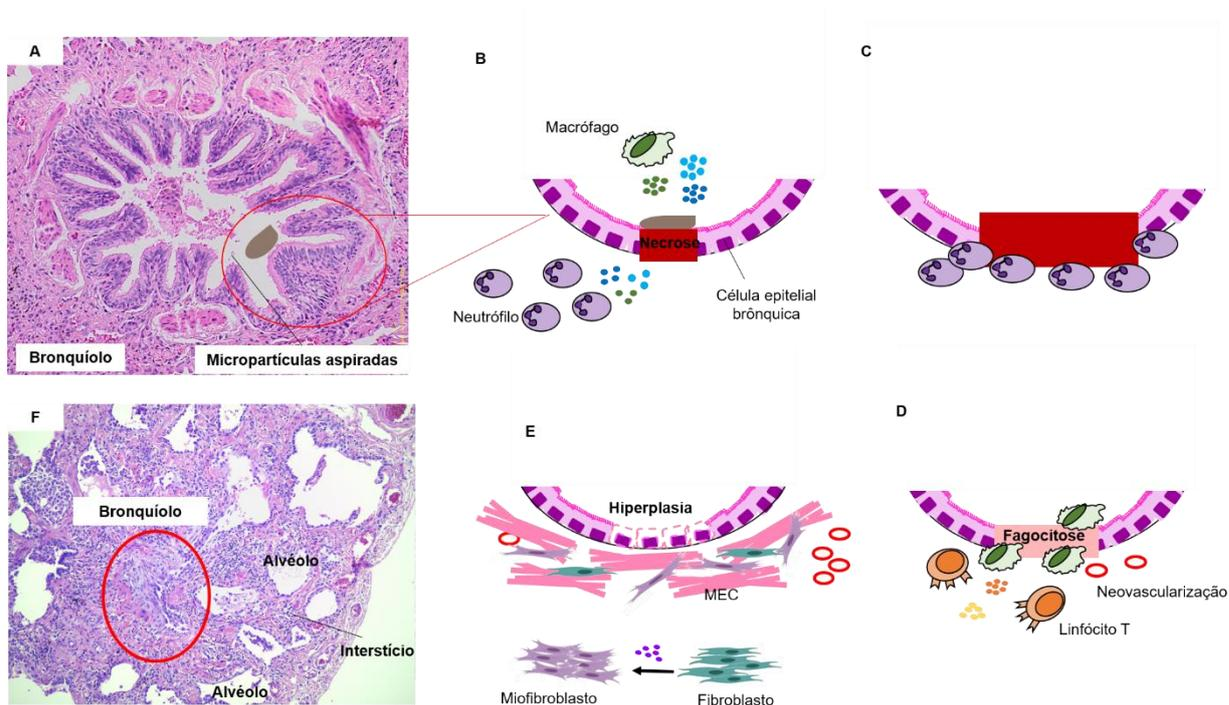 A
Bronquíolo
Micropartículas aspiradas
B
Macrófago
Necrose
Neutrófilo
Célula epitelial
brônquica
C
D
Fagocitose
Neovascularização
Linfócito T
E
Hiperplasia
MEC
Miofibroblasto
Fibroblasto
F
Bronquíolo
Alvéolo
Interstício
Alvéolo